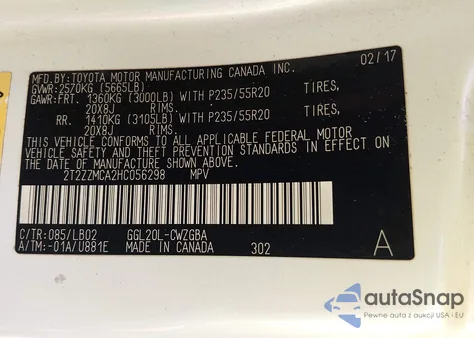 MFD. BY: TOYOTA MOTOR MANUFACTURING CANADA INC. 02/17
GVWR: 2570KG (5665LB)
GAWR: FRT. 1360KG (3000LB) WITH P235/55R20 TIRES,
20X8J RIMS.
RR. 1410KG (3105LB) WITH P235/55R20 TIRES,
20X8J RIMS.
THIS VEHICLE CONFORMS TO ALL APPLICABLE FEDERAL MOTOR
VEHICLE SAFETY AND THEFT PREVENTION STANDARDS IN EFFECT ON
THE DATE OF MANUFACTURE SHOWN ABOVE.
2T2ZZMCA2HC056298 MPV
C/TR: 085/LB02 GGL20L-CWZGBA
A/TM: -01A/U881E MADE IN CANADA 302 A
autoSnap
Pewne auta z aukcji USA i EU